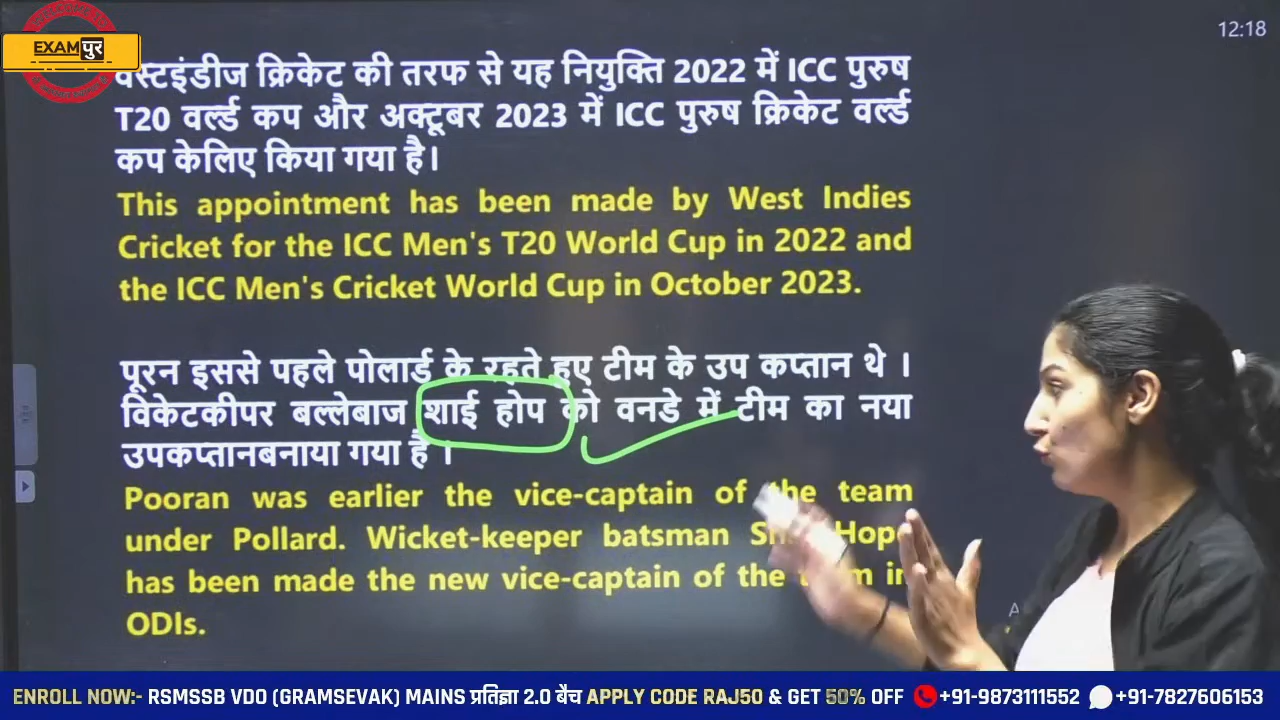 EXAMपुर
12:18
वेस्टइंडीज क्रिकेट की तरफ से यह नियुक्ति 2022 में ICC पुरुष
T20 वर्ल्ड कप और अक्टूबर 2023 में ICC पुरुष क्रिकेट वर्ल्ड
कप केलिए किया गया है।
This appointment has been made by West Indies
Cricket for the ICC Men's T20 World Cup in 2022 and
the ICC Men's Cricket World Cup in October 2023.
पूरन इससे पहले पोलार्ड के रहते हुए टीम के उप कप्तान थे ।
विकेटकीपर बल्लेबाज शाई होप को वनडे में टीम का नया
उपकप्तानबनाया गया है ।
Pooran was earlier the vice-captain of the team
under Pollard. Wicket-keeper batsman Hope
has been made the new vice-captain of the team in
ODIs.
ENROLL NOW:- RSMSSB VDO (GRAMSEVAK) MAINS प्रतिज्ञा 2.0 बैच APPLY CODE RAJ50 & GET 50% OFF +91-9873111552 +91-7827606153